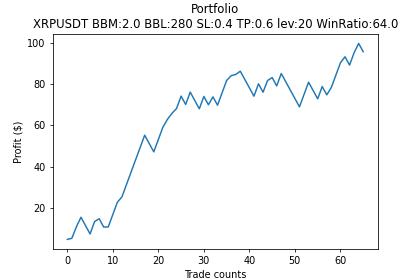 Portfolio
XRPUSDT BBM:2.0 BBL:280 SL:0.4 TP:0.6 lev:20 WinRatio:64.0
100
80
60
40
20
Profit ($)
0 10 20 30 40 50 60
Trade counts